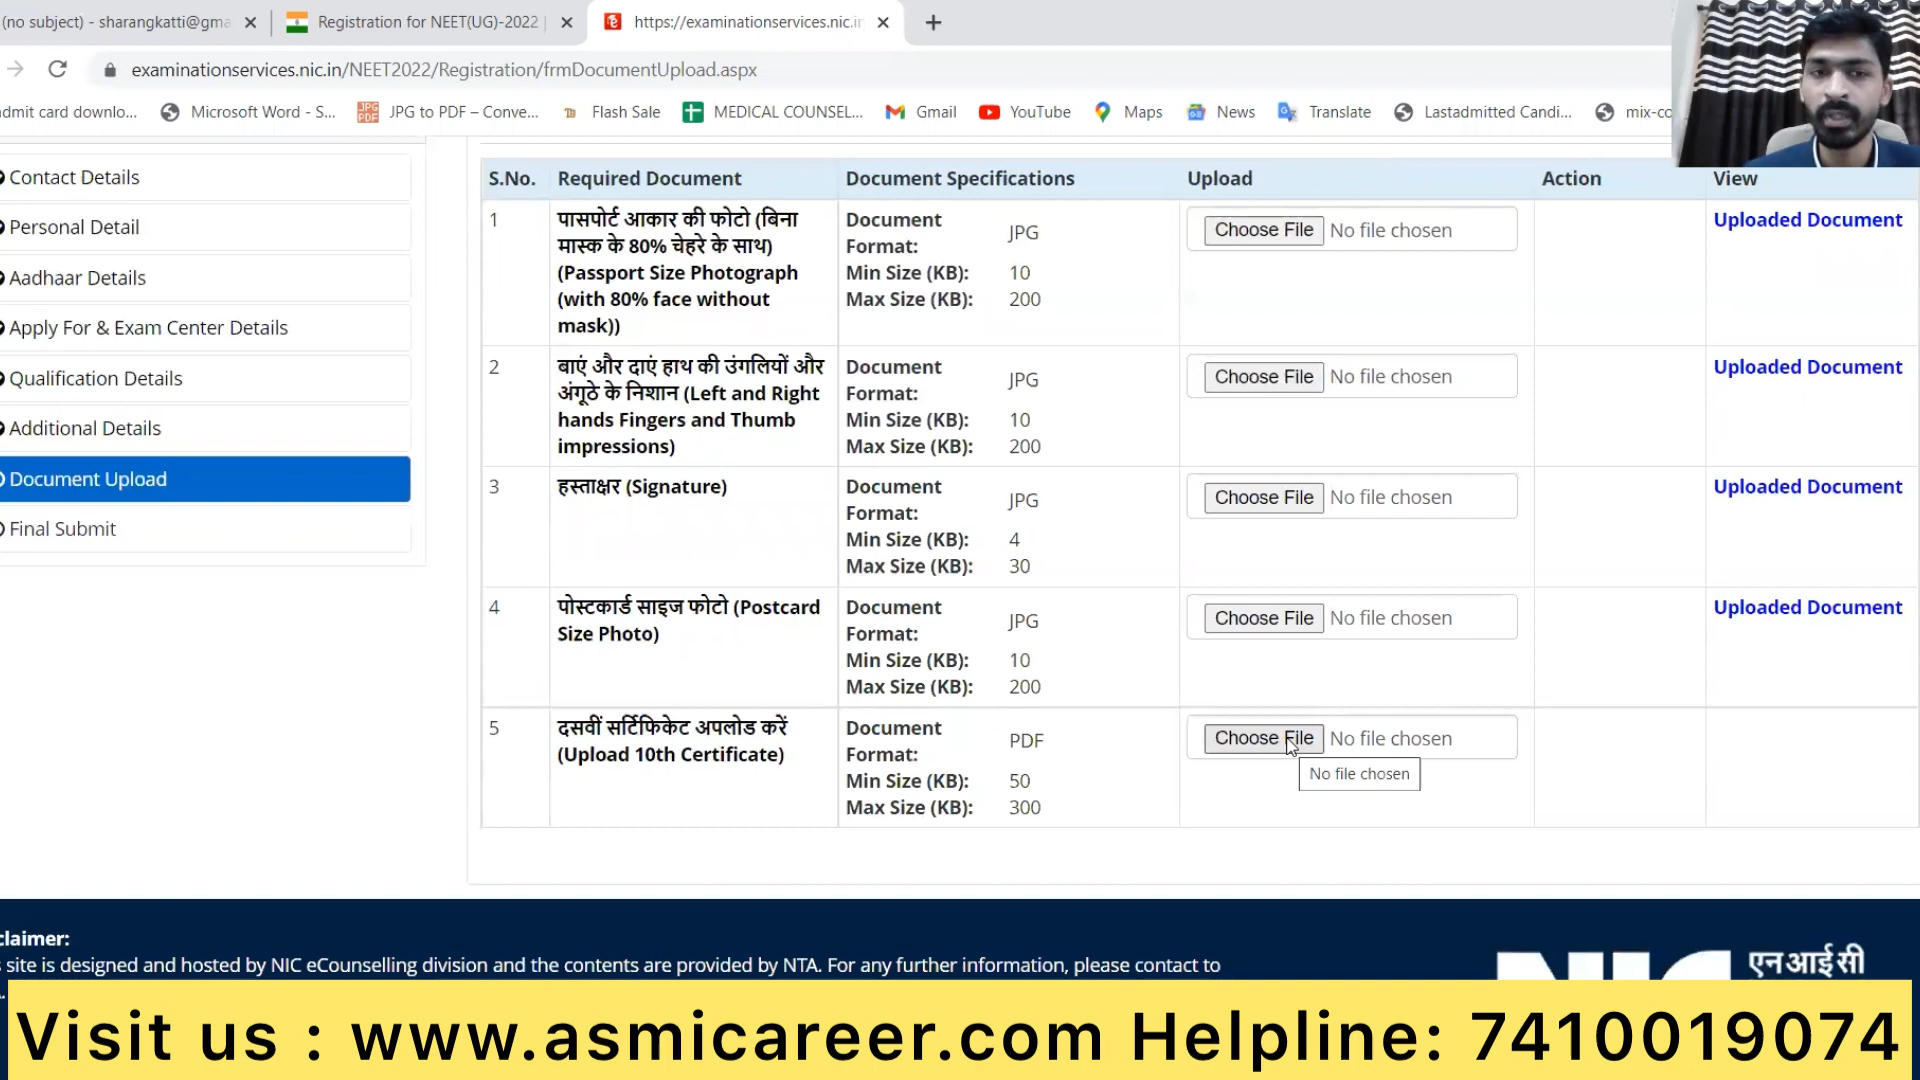 (no subject) - sharangkatti@gma
Registration for NEET(UG)-2022
https://examinationservices.nic.in
examinationservices.nic.in/NEET2022/Registration/frmDocumentUpload.aspx
dmit card downlo...
Microsoft Word - S...
JPG to PDF – Conve...
Flash Sale
MEDICAL COUNSEL...
Gmail
YouTube
Maps
News
Translate
Lastadmitted Candi...
mix-co
Contact Details
Personal Detail
Aadhaar Details
Apply For & Exam Center Details
Qualification Details
Additional Details
Document Upload
Final Submit
S.No. Required Document Document Specifications Upload Action View
1
पासपोर्ट आकार की फोटो (बिना
मास्क के 80% चेहरे के साथ)
(Passport Size Photograph
(with 80% face without
mask))
Document
Format: JPG
Min Size (KB): 10
Max Size (KB): 200
Choose File No file chosen
Uploaded Document
2
बाएं और दाएं हाथ की उंगलियों और
अंगूठे के निशान (Left and Right
hands Fingers and Thumb
impressions)
Document
Format: JPG
Min Size (KB): 10
Max Size (KB): 200
Choose File No file chosen
Uploaded Document
3
हस्ताक्षर (Signature)
Document
Format: JPG
Min Size (KB): 4
Max Size (KB): 30
Choose File No file chosen
Uploaded Document
4
पोस्टकार्ड साइज फोटो (Postcard
Size Photo)
Document
Format: JPG
Min Size (KB): 10
Max Size (KB): 200
Choose File No file chosen
Uploaded Document
5
दसवीं सर्टिफिकेट अपलोड करें
(Upload 10th Certificate)
Document
Format: PDF
Min Size (KB): 50
Max Size (KB): 300
Choose File No file chosen
No file chosen
claimer:
site is designed and hosted by NIC eCounselling division and the contents are provided by NTA. For any further information, please contact to
एनआईसी
Visit us : www.asmicareer.com Helpline: 7410019074